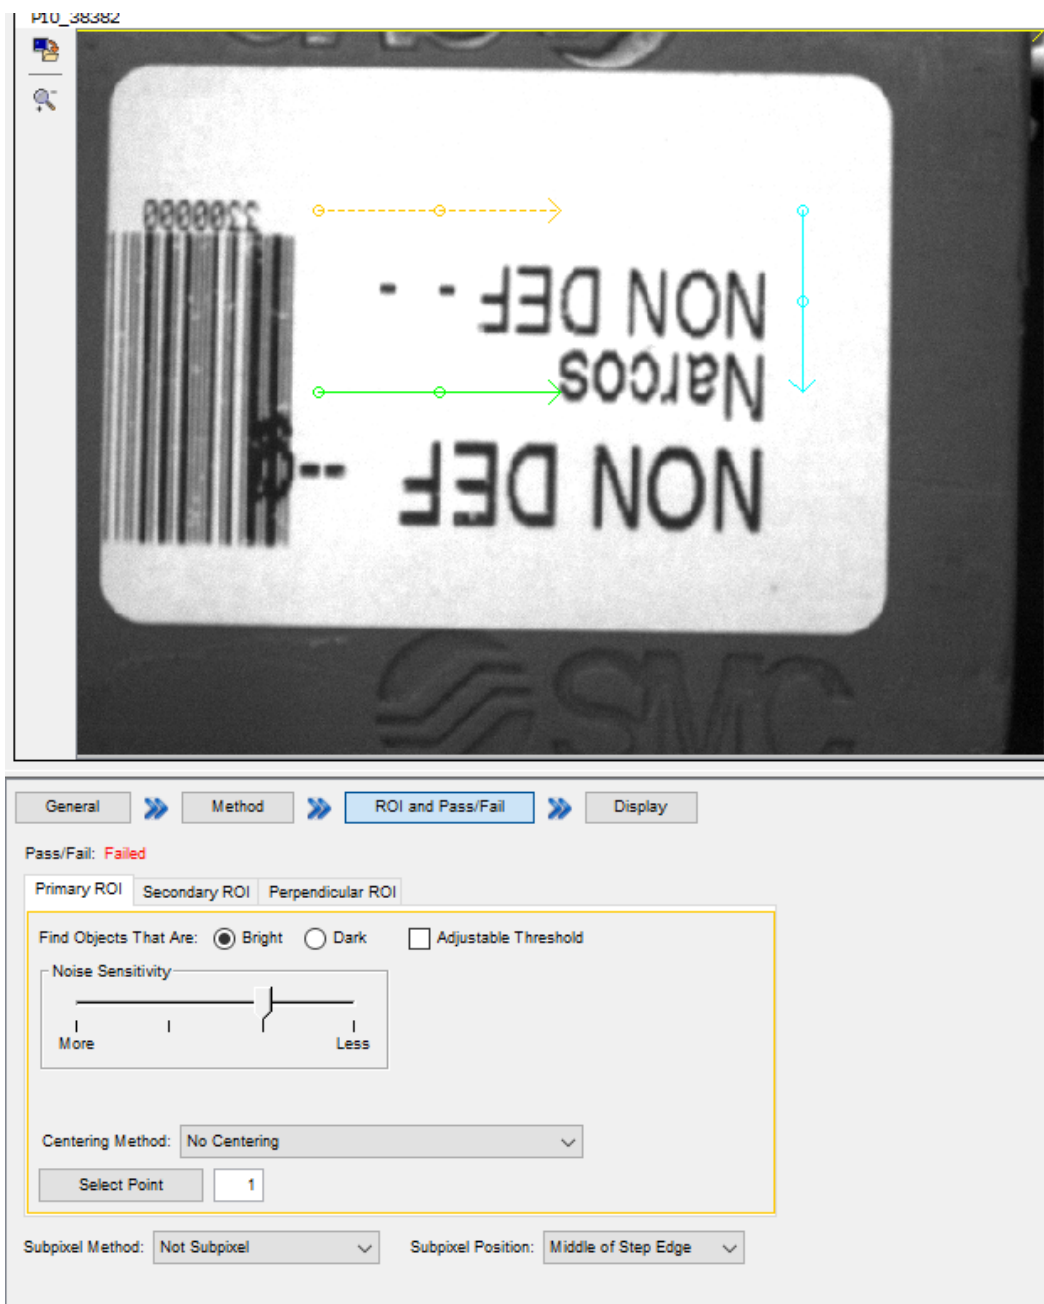 P10_38382
2200000
NON DEF - -
Narcos
NON DEF --
SMC
General
Method
ROI and Pass/Fail
Display
Pass/Fail: Failed
Primary ROI
Secondary ROI
Perpendicular ROI
Find Objects That Are: Bright Dark Adjustable Threshold
Noise Sensitivity
More Less
Centering Method: No Centering
Select Point 1
Subpixel Method: Not Subpixel Subpixel Position: Middle of Step Edge